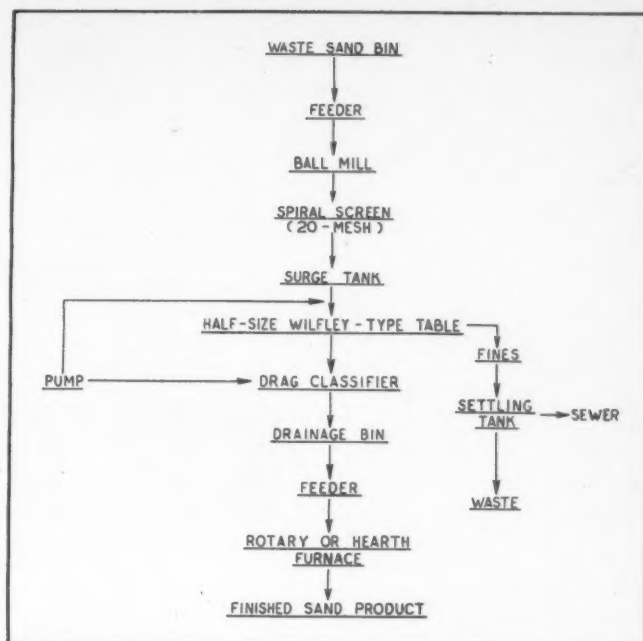 WASTE SAND BIN
FEEDER
BALL MILL
SPIRAL SCREEN
(20-MESH)
SURGE TANK
HALF-SIZE WILFLEY-TYPE TABLE
FINES
PUMP
DRAG CLASSIFIER
SETTLING
TANK
SEWER
DRAINAGE BIN
FEEDER
WASTE
ROTARY OR HEARTH
FURNACE
FINISHED SAND PRODUCT